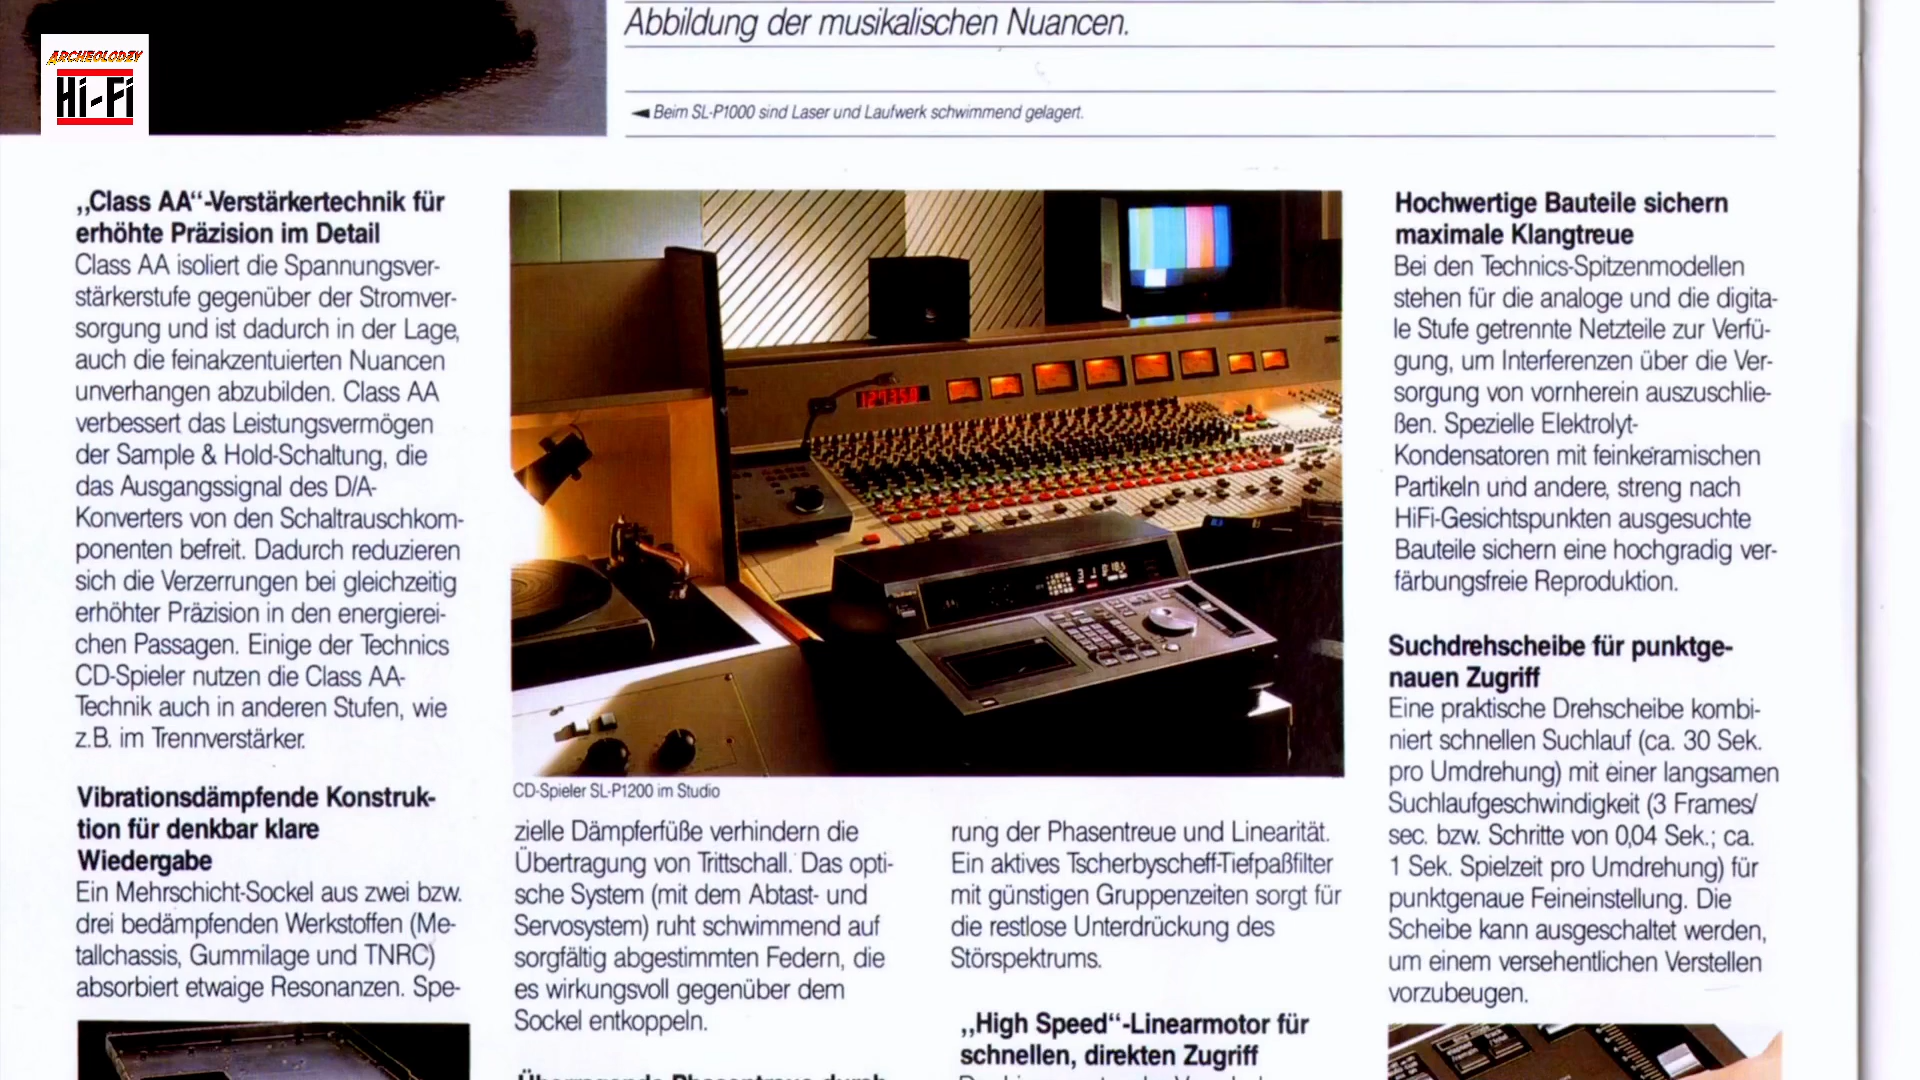 Abbildung der musikalischen Nuancen.
ARCHEOLODZY
Hi-Fi
◄ Beim SL-P1000 sind Laser und Laufwerk schwimmend gelagert.
„Class AA“-Verstärkertechnik für
erhöhte Präzision im Detail
Class AA isoliert die Spannungsver-
stärkerstufe gegenüber der Stromver-
sorgung und ist dadurch in der Lage,
auch die feinakzentuierten Nuancen
unverhangen abzubilden. Class AA
verbessert das Leistungsvermögen
der Sample & Hold-Schaltung, die
das Ausgangssignal des D/A-
Konverters von den Schaltrauschkom-
ponenten befreit. Dadurch reduzieren
sich die Verzerrungen bei gleichzeitig
erhöhter Präzision in den energierei-
chen Passagen. Einige der Technics
CD-Spieler nutzen die Class AA-
Technik auch in anderen Stufen, wie
z.B. im Trennverstärker.
Vibrationsdämpfende Konstruk-
tion für denkbar klare
Wiedergabe
Ein Mehrschicht-Sockel aus zwei bzw.
drei bedämpfenden Werkstoffen (Me-
tallchassis, Gummilage und TNRC)
absorbiert etwaige Resonanzen. Spe-
CD-Spieler SL-P1200 im Studio
zielle Dämpferfüße verhindern die
Übertragung von Trittschall. Das opti-
sche System (mit dem Abtast- und
Servosystem) ruht schwimmend auf
sorgfältig abgestimmten Federn, die
es wirkungsvoll gegenüber dem
Sockel entkoppeln.
Überragende Phasentreue durch
rung der Phasentreue und Linearität.
Ein aktives Tscherbyscheff-Tiefpaßfilter
mit günstigen Gruppenzeiten sorgt für
die restlose Unterdrückung des
Störspektrums.
„High Speed“-Linearmotor für
schnellen, direkten Zugriff
Hochwertige Bauteile sichern
maximale Klangtreue
Bei den Technics-Spitzenmodellen
stehen für die analoge und die digita-
le Stufe getrennte Netzteile zur Verfü-
gung, um Interferenzen über die Ver-
sorgung von vornherein auszuschlie-
ßen. Spezielle Elektrolyt-
Kondensatoren mit feinkeramischen
Partikeln und andere, streng nach
HiFi-Gesichtspunkten ausgesuchte
Bauteile sichern eine hochgradig ver-
färbungsfreie Reproduktion.
Suchdrehscheibe für punktge-
nauen Zugriff
Eine praktische Drehscheibe kombi-
niert schnellen Suchlauf (ca. 30 Sek.
pro Umdrehung) mit einer langsamen
Suchlaufgeschwindigkeit (3 Frames/
sec. bzw. Schritte von 0,04 Sek.; ca.
1 Sek. Spielzeit pro Umdrehung) für
punktgenaue Feineinstellung. Die
Scheibe kann ausgeschaltet werden,
um einem versehentlichen Verstellen
vorzubeugen.